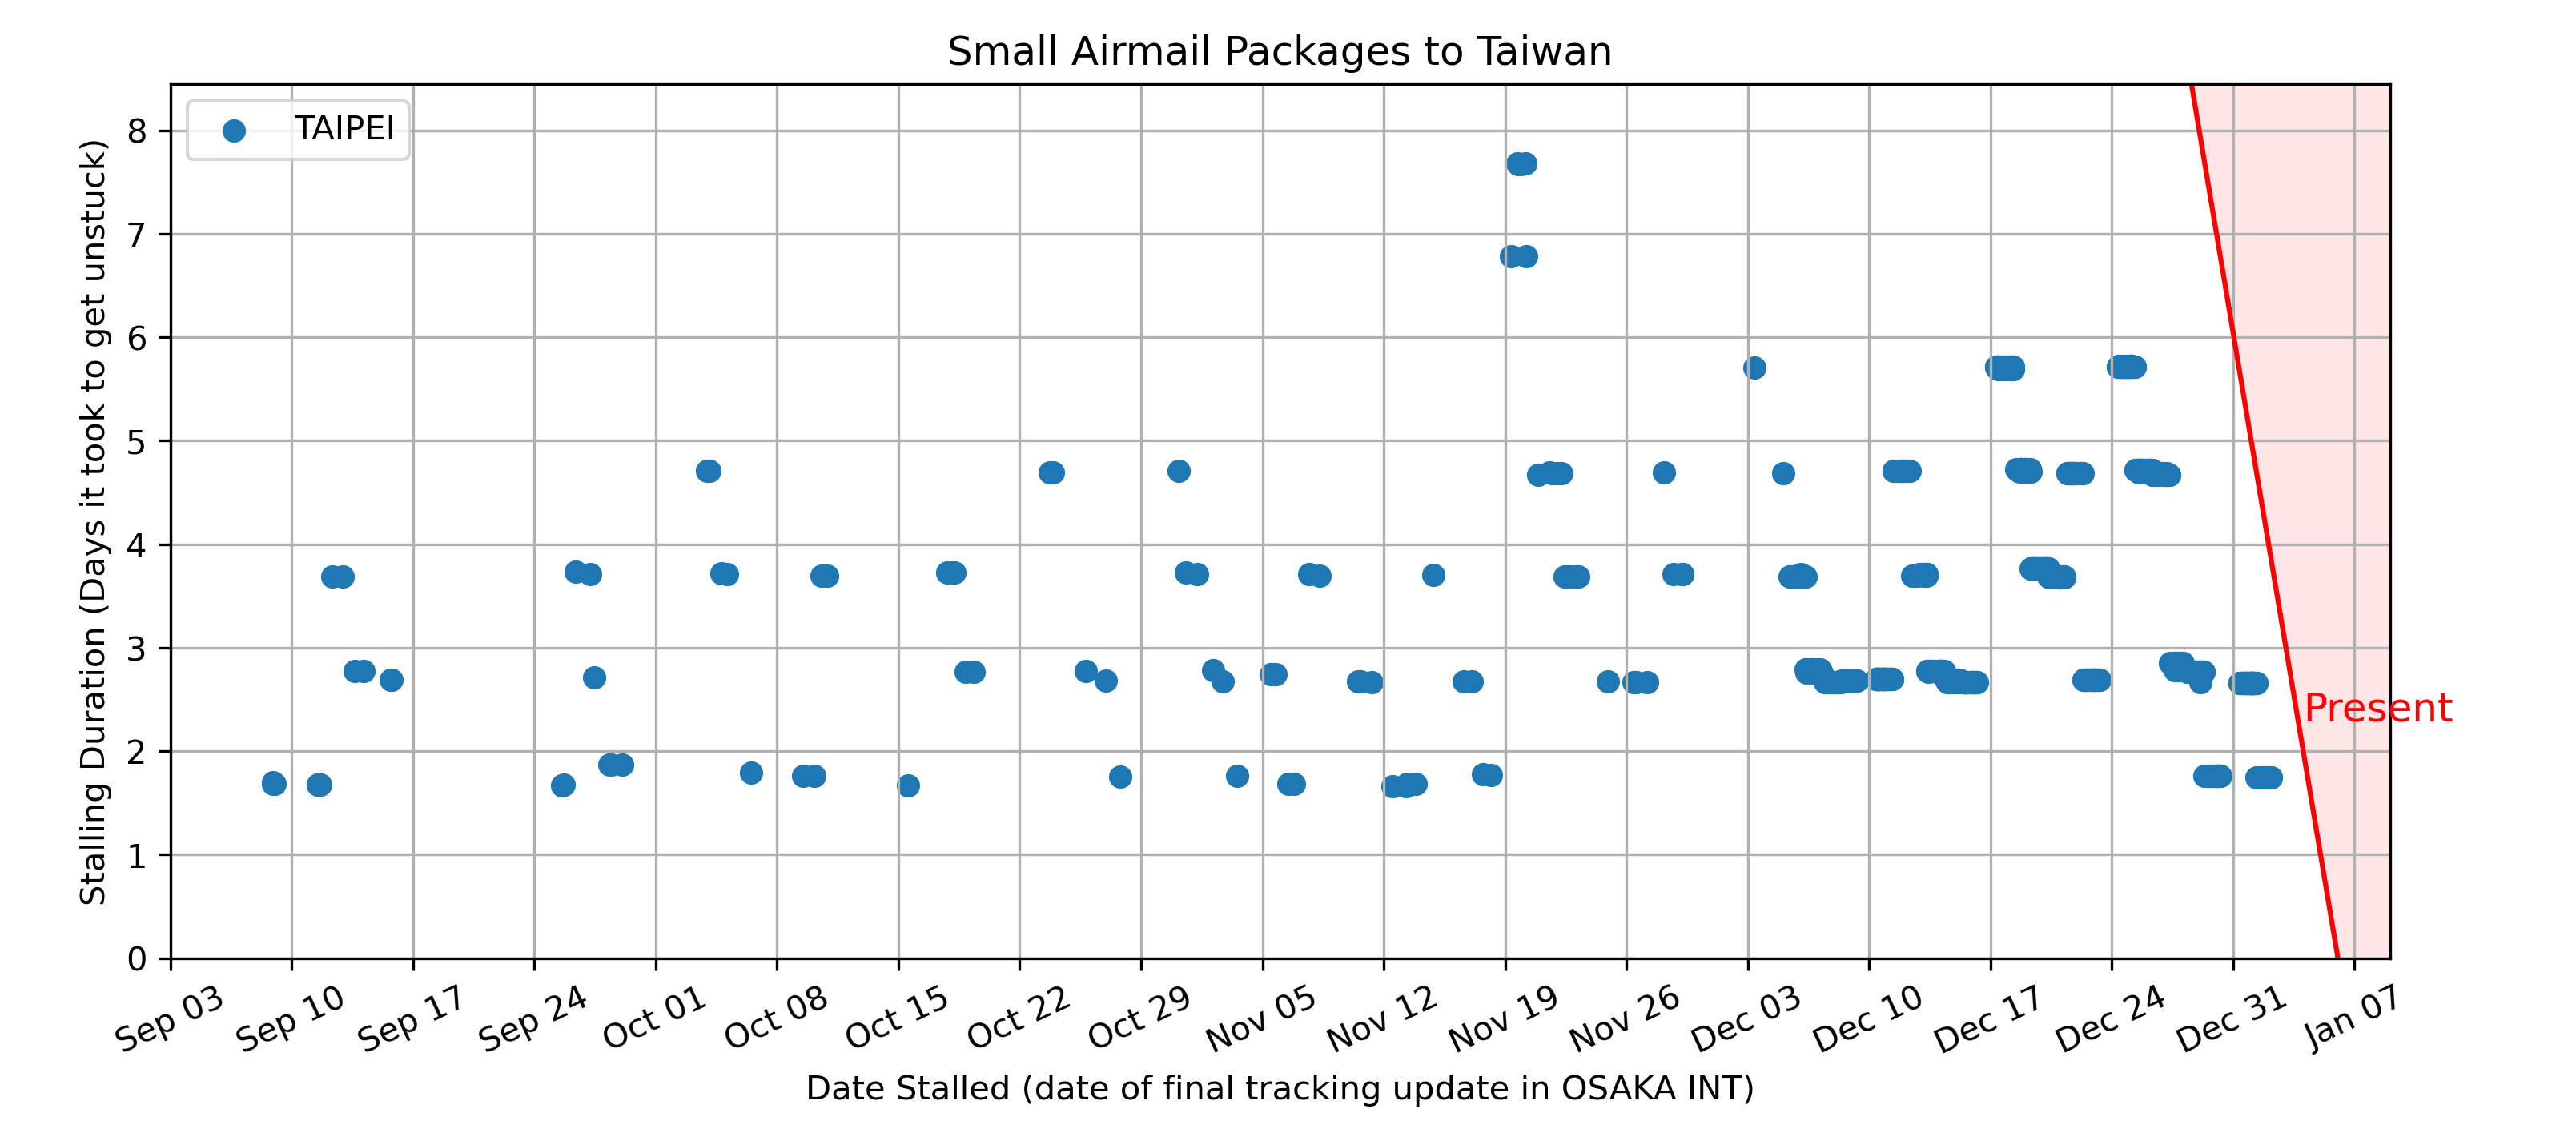 Small Airmail Packages to Taiwan
TAIPEI
Stalling Duration (Days it took to get unstuck)
8
7
6
5
4
3
2
1
0
Present
Sep 03
Sep 10
Sep 17
Sep 24
Oct 01
Oct 08
Oct 15
Oct 22
Oct 29
Nov 05
Nov 12
Nov 19
Nov 26
Dec 03
Dec 10
Dec 17
Dec 24
Dec 31
Jan 07
Date Stalled (date of final tracking update in OSAKA INT)